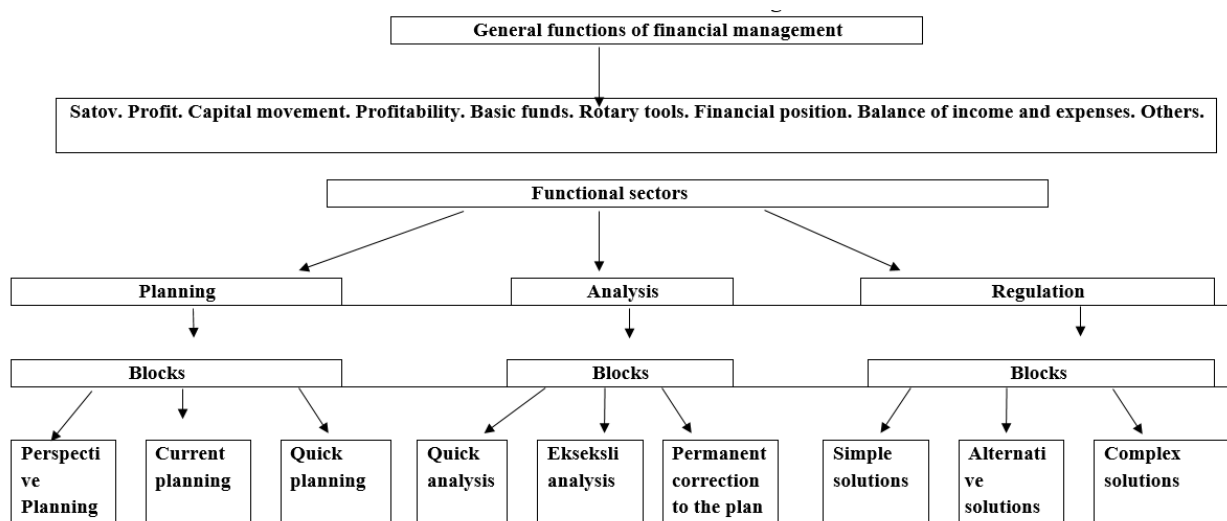 General functions of financial management
Satov. Profit. Capital movement. Profitability. Basic funds. Rotary tools. Financial position. Balance of income and expenses. Others.
Functional sectors
Planning
Analysis
Regulation
Blocks
Blocks
Blocks
Perspecti
ve
Planning
Current
planning
Quick
planning
Quick
analysis
Ekseksli
analysis
Permanent
correction
to the plan
Simple
solutions
Alternati
ve
solutions
Complex
solutions